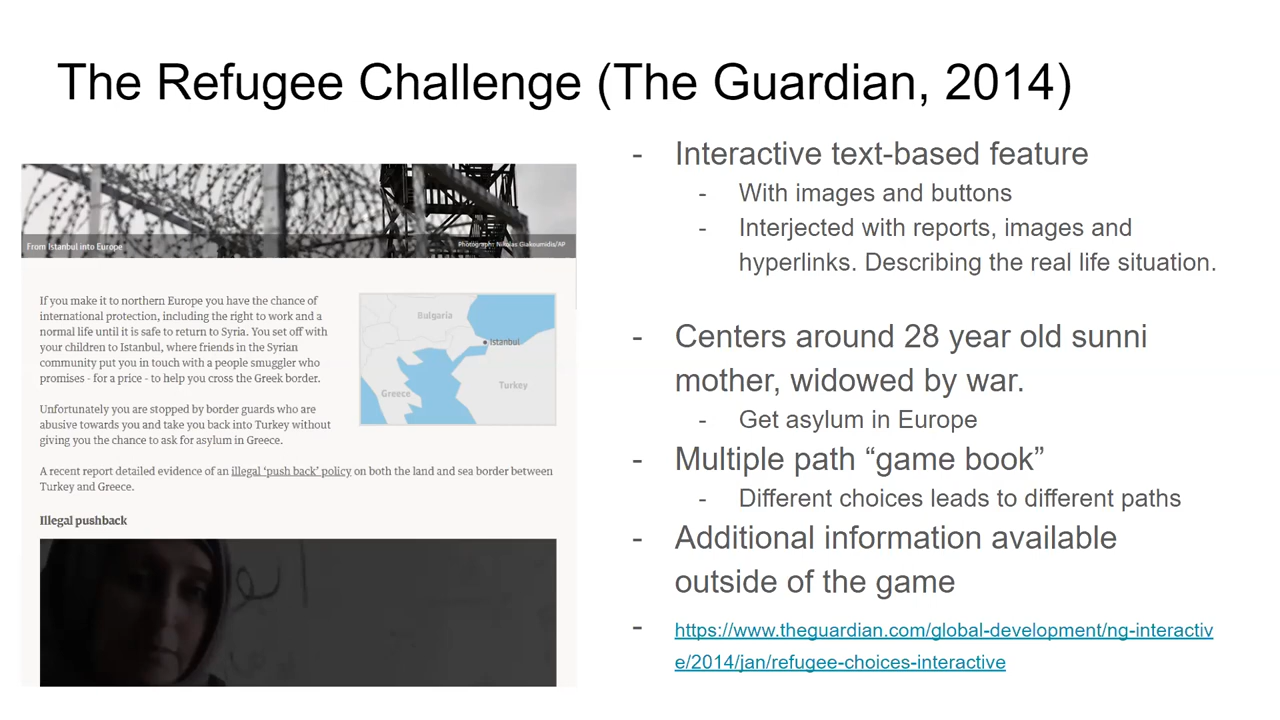 The Refugee Challenge (The Guardian, 2014)
From Istanbul into Europe
Photograph: Nikolas Giakoumidis/AP
If you make it to northern Europe you have the chance of
international protection, including the right to work and a
normal life until it is safe to return to Syria. You set off with
your children to Istanbul, where friends in the Syrian
community put you in touch with a people smuggler who
promises - for a price - to help you cross the Greek border.
Unfortunately you are stopped by border guards who are
abusive towards you and take you back into Turkey without
giving you the chance to ask for asylum in Greece.
A recent report detailed evidence of an illegal ‘push back’ policy on both the land and sea border between
Turkey and Greece.
Illegal pushback
Bulgaria
Istanbul
Turkey
Greece
- Interactive text-based feature
- With images and buttons
- Interjected with reports, images and
hyperlinks. Describing the real life situation.
- Centers around 28 year old sunni
mother, widowed by war.
- Get asylum in Europe
- Multiple path “game book”
- Different choices leads to different paths
- Additional information available
outside of the game
- https://www.theguardian.com/global-development/ng-interactiv
e/2014/jan/refugee-choices-interactive